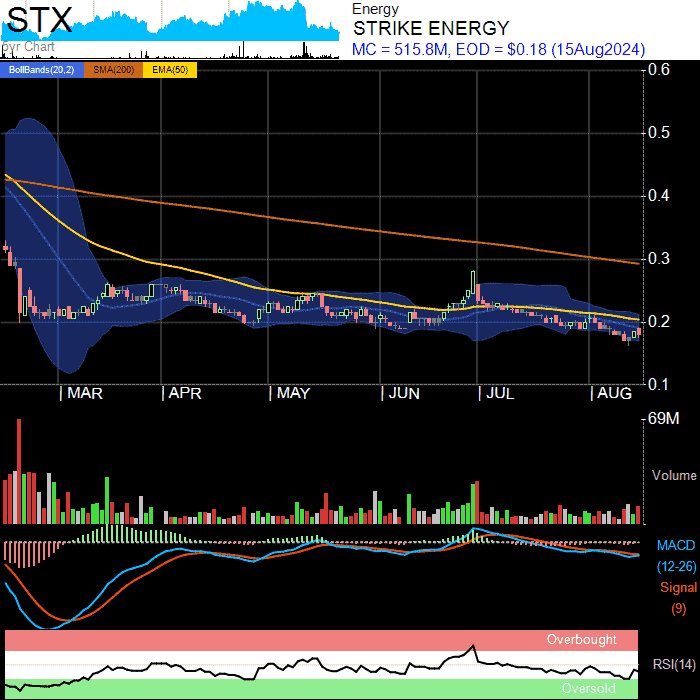 STX
5yr Chart
Energy
STRIKE ENERGY
MC = 515.8M, EOD = $0.18 (15Aug2024)
BollBands(20,2) SMA(200) EMA(50)
0.6
0.5
0.4
0.3
0.2
0.1
MAR APR MAY JUN JUL AUG
69M
Volume
MACD
(12-26)
Signal
(9)
Overbought
RSI(14)
Oversold